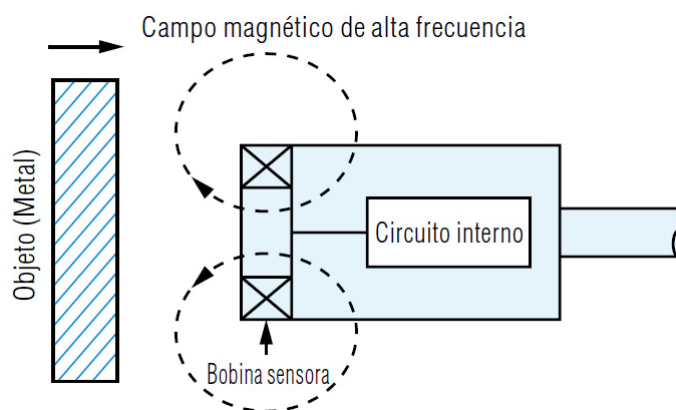 Campo magnético de alta frecuencia
Objeto (Metal)
Circuito interno
Bobina sensora